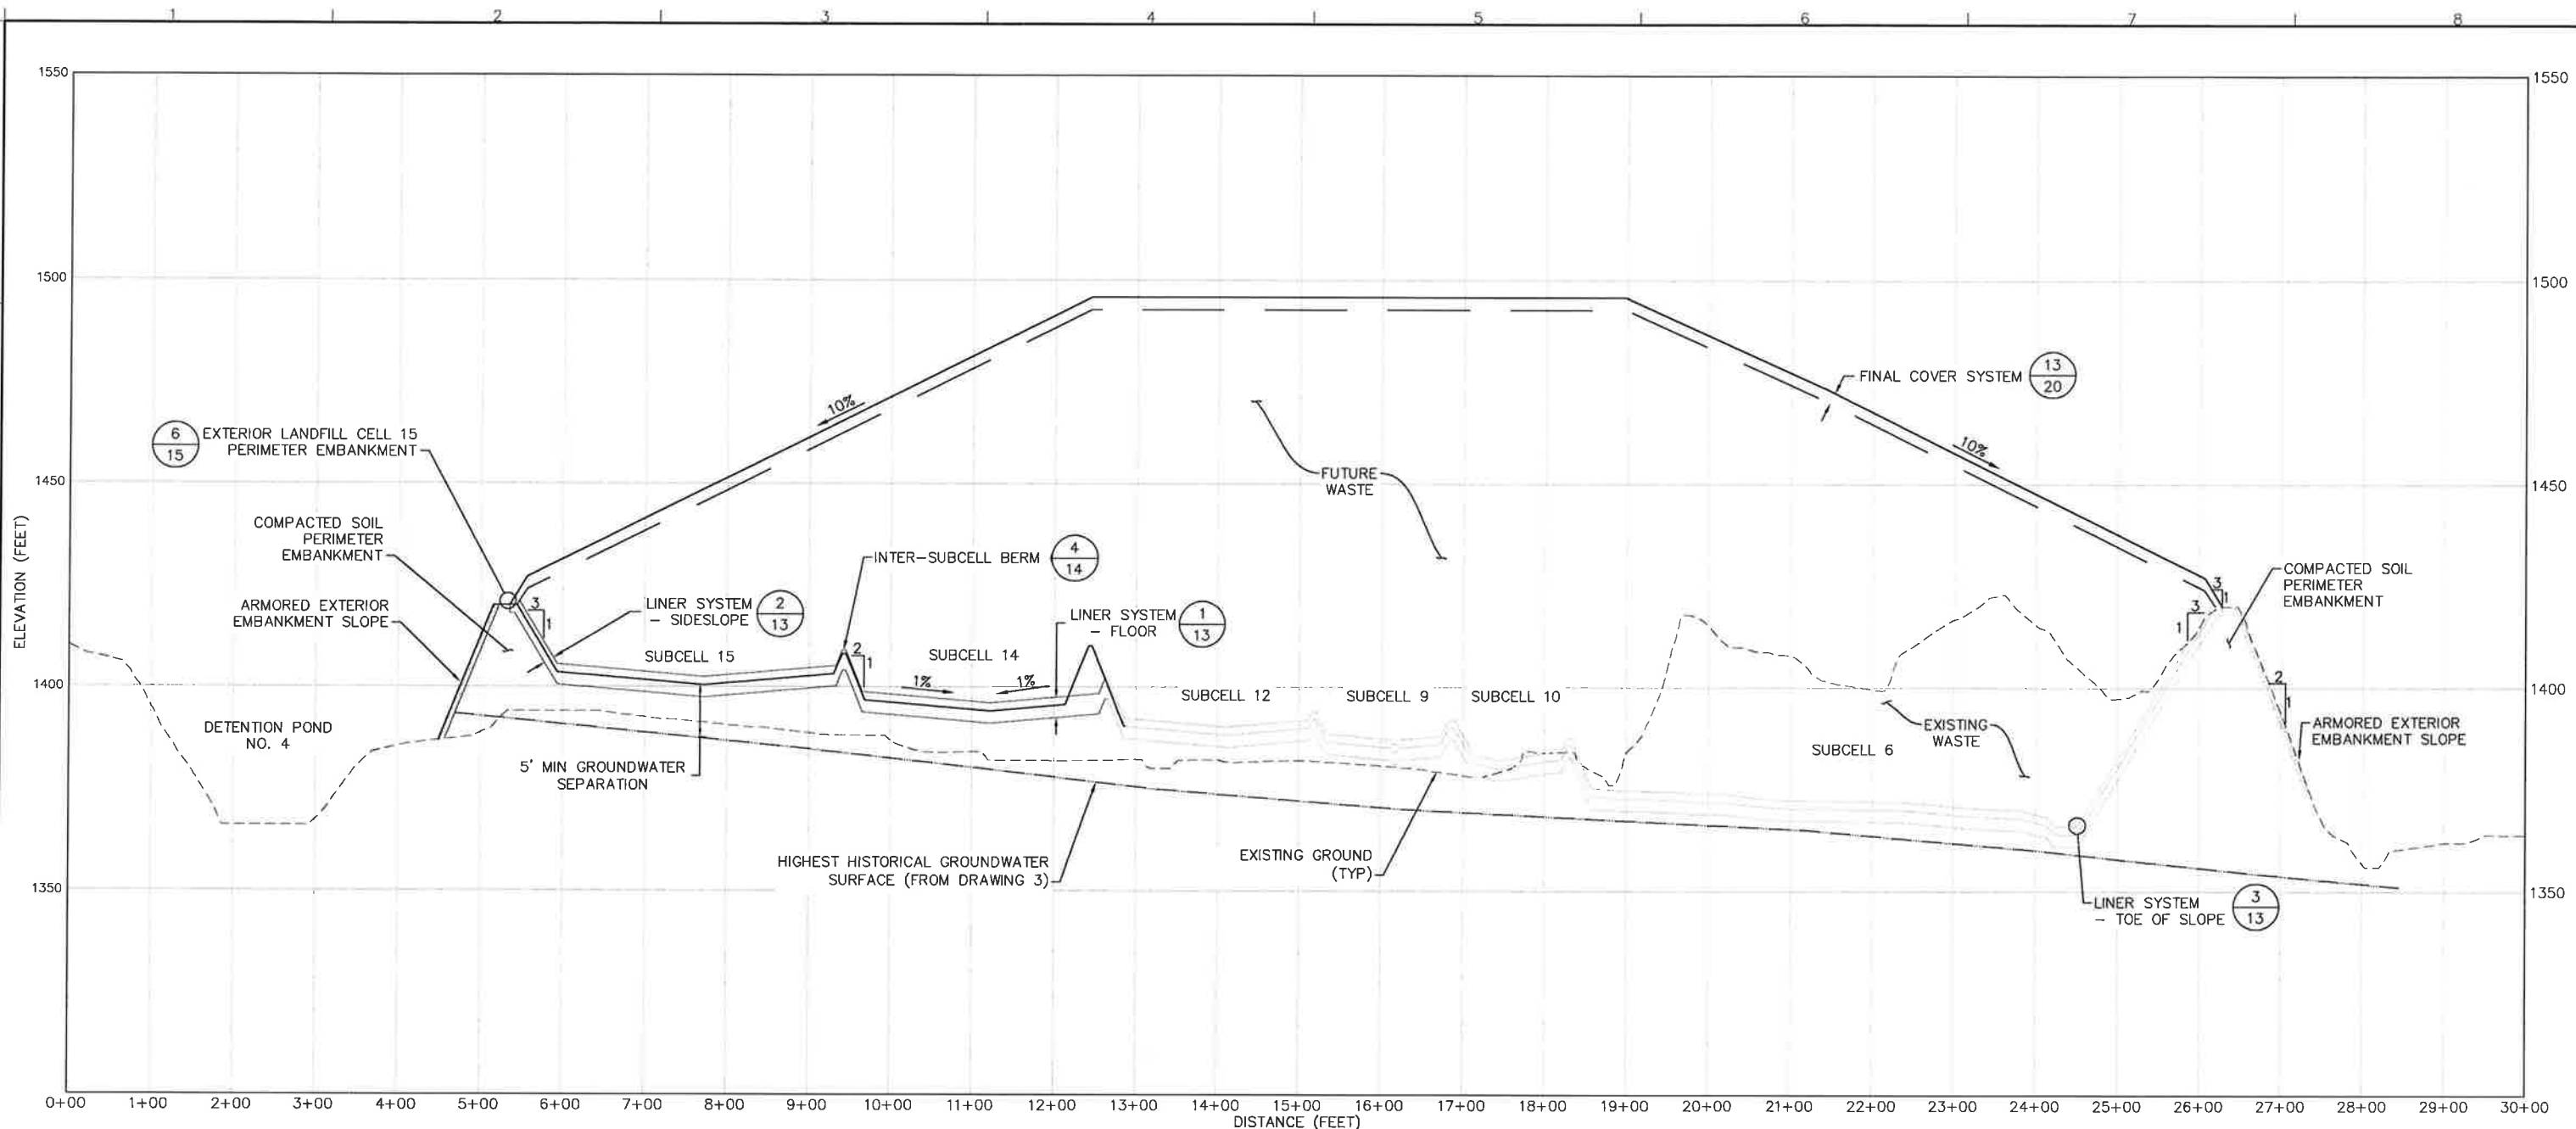 1 2 3 4 5 6 7 8
1550 1550
1500 1500
1450 1450
1400 1400
1350 1350
ELEVATION (FEET)
13
20
FINAL COVER SYSTEM
10%
10%
6
15
EXTERIOR LANDFILL CELL 15
PERIMETER EMBANKMENT
FUTURE
WASTE
COMPACTED SOIL
PERIMETER
EMBANKMENT
INTER-SUBCELL BERM
4
14
COMPACTED SOIL
PERIMETER
EMBANKMENT
ARMORED EXTERIOR
EMBANKMENT SLOPE
3
1
LINER SYSTEM
- SIDESLOPE
2
13
LINER SYSTEM
- FLOOR
1
13
3
1
3
1
SUBCELL 15
2
1
SUBCELL 14
1%
1%
SUBCELL 12
SUBCELL 9
SUBCELL 10
2
1
DETENTION POND
NO. 4
EXISTING
WASTE
SUBCELL 6
ARMORED EXTERIOR
EMBANKMENT SLOPE
5' MIN GROUNDWATER
SEPARATION
HIGHEST HISTORICAL GROUNDWATER
SURFACE (FROM DRAWING 3)
EXISTING GROUND
(TYP)
LINER SYSTEM
- TOE OF SLOPE
3
13
0+00 1+00 2+00 3+00 4+00 5+00 6+00 7+00 8+00 9+00 10+00 11+00 12+00 13+00 14+00 15+00 16+00 17+00 18+00 19+00 20+00 21+00 22+00 23+00 24+00 25+00 26+00 27+00 28+00 29+00 30+00
DISTANCE (FEET)